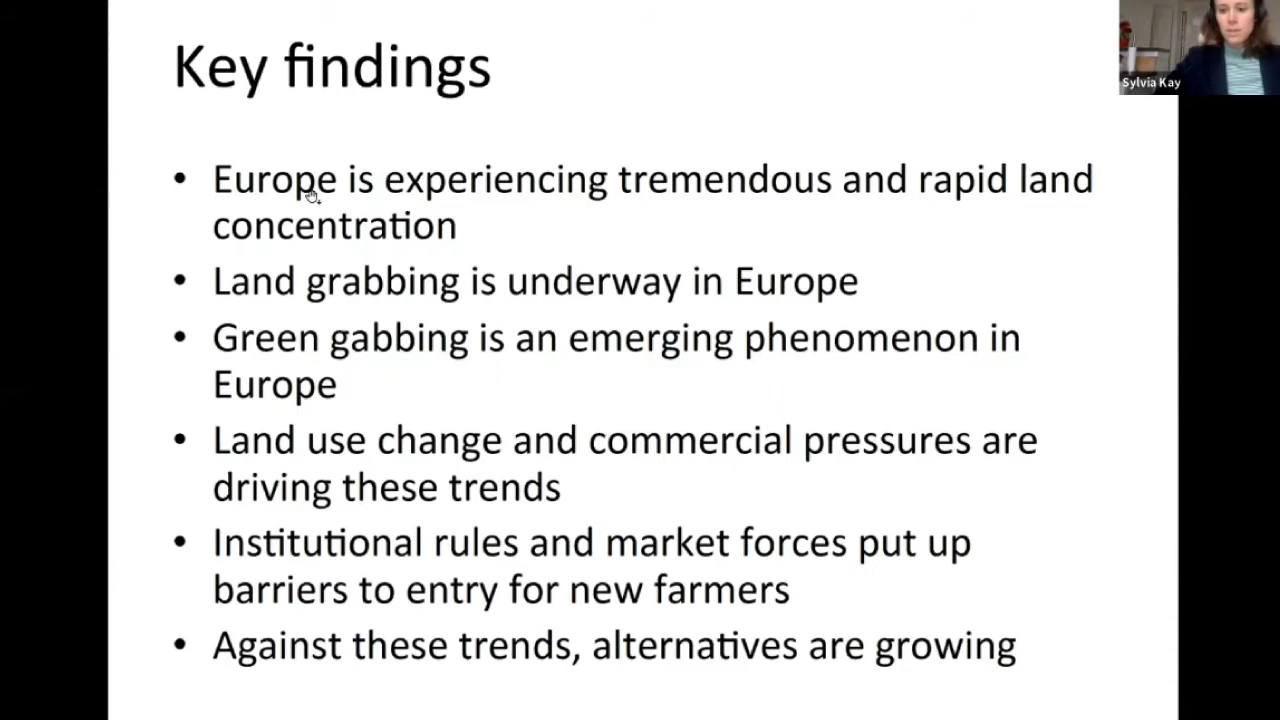 Key findings
Sylvia Kay
• Europe is experiencing tremendous and rapid land
concentration
• Land grabbing is underway in Europe
• Green gabbing is an emerging phenomenon in
Europe
• Land use change and commercial pressures are
driving these trends
• Institutional rules and market forces put up
barriers to entry for new farmers
• Against these trends, alternatives are growing